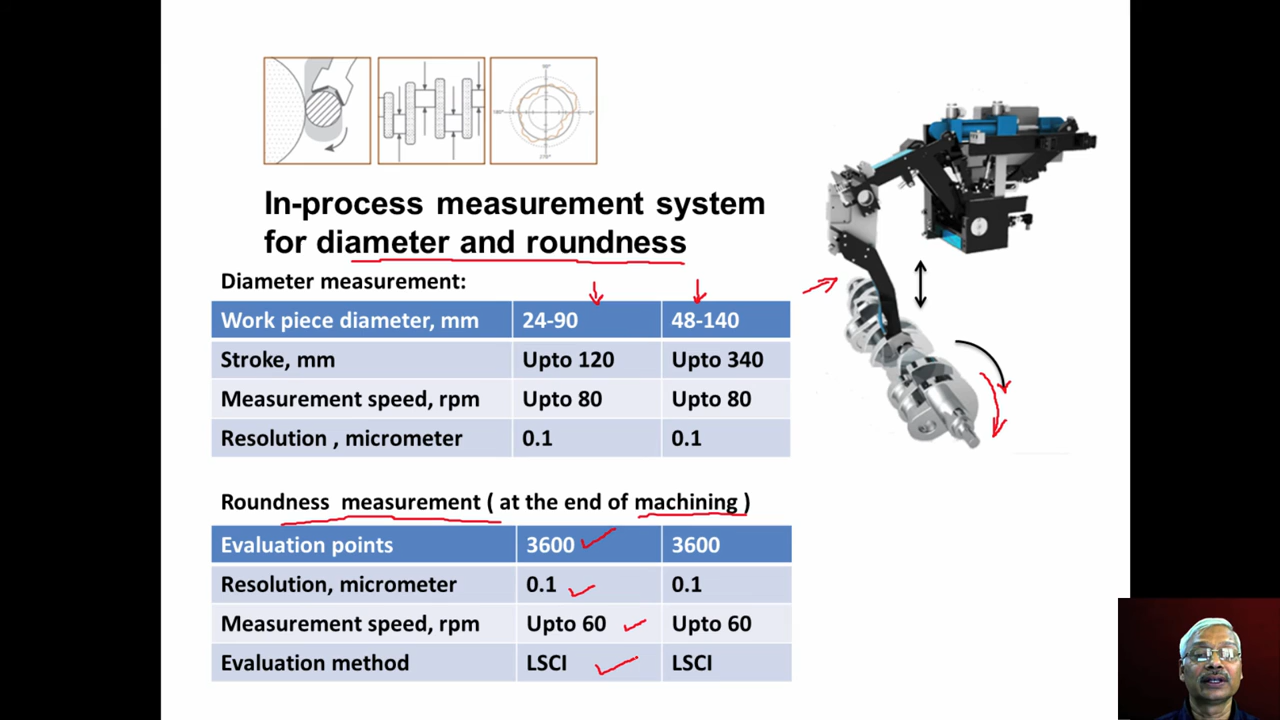 In-process measurement system
for diameter and roundness
Diameter measurement:
Work piece diameter, mm 24-90 48-140
Stroke, mm Upto 120 Upto 340
Measurement speed, rpm Upto 80 Upto 80
Resolution , micrometer 0.1 0.1
Roundness measurement ( at the end of machining )
Evaluation points 3600 3600
Resolution, micrometer 0.1 0.1
Measurement speed, rpm Upto 60 Upto 60
Evaluation method LSCI LSCI